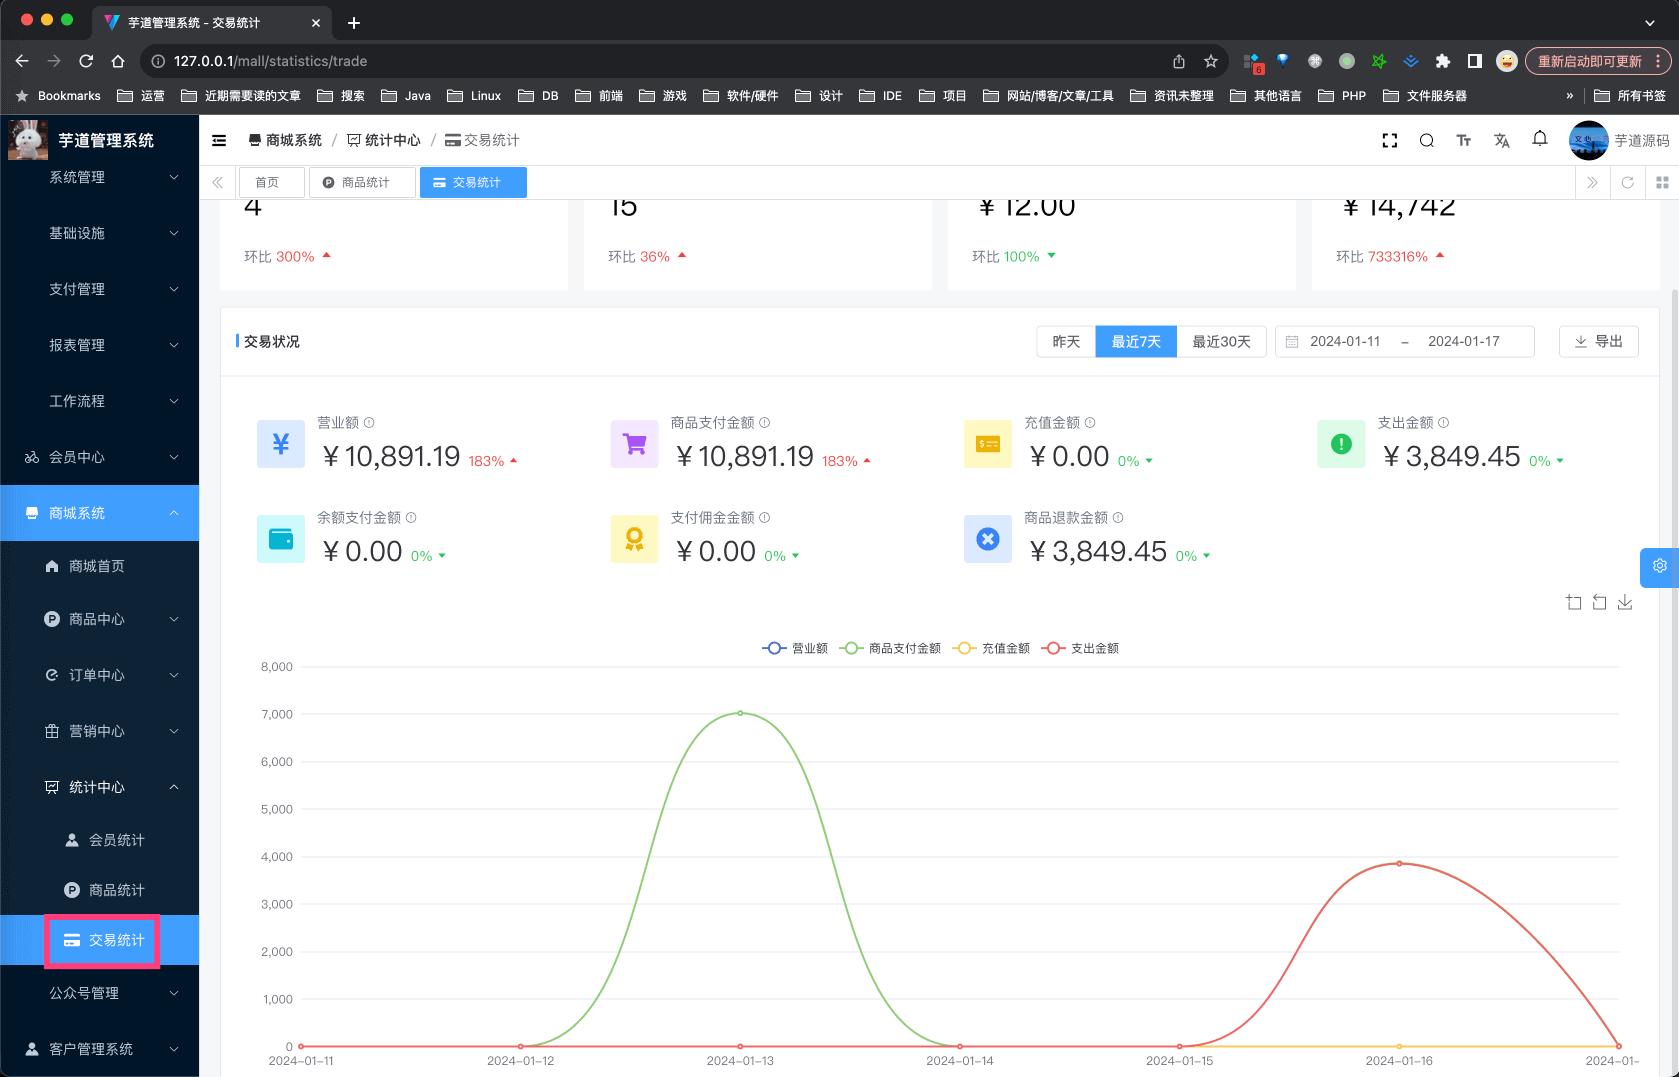 芋道管理系统 - 交易统计
127.0.0.1/mall/statistics/trade
6
重新启动即可更新
Bookmarks 运营 近期需要读的文章 搜索 Java Linux DB 前端 游戏 软件/硬件 设计 IDE 项目 网站/博客/文章/工具 资讯未整理 其他语言 PHP 文件服务器 » 所有书签
芋道管理系统
系统管理
基础设施
支付管理
报表管理
工作流程
会员中心
商城系统
商城首页
商品中心
订单中心
营销中心
统计中心
会员统计
商品统计
交易统计
公众号管理
客户管理系统
商城系统 / 统计中心 / 交易统计
芋道源码
首页 商品统计 交易统计
4 15 ￥12.00 ￥14,742
环比 300% 环比 36% 环比 100% 环比 733316%
交易状况
昨天 最近7天 最近30天 2024-01-11 - 2024-01-17 导出
营业额 商品支付金额 充值金额 支出金额
￥10,891.19 183% ￥10,891.19 183% ￥0.00 0% ￥3,849.45 0%
余额支付金额 支付佣金金额 商品退款金额
￥0.00 0% ￥0.00 0% ￥3,849.45 0%
营业额 商品支付金额 充值金额 支出金额
8,000
7,000
6,000
5,000
4,000
3,000
2,000
1,000
0
2024-01-11 2024-01-12 2024-01-13 2024-01-14 2024-01-15 2024-01-16 2024-01-